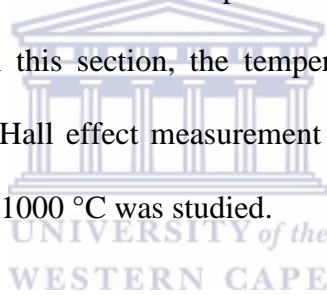 this section, the temper
Hall effect measurement
1000 °C was studied.
UNIVERSITY of the
WESTERN CAPE